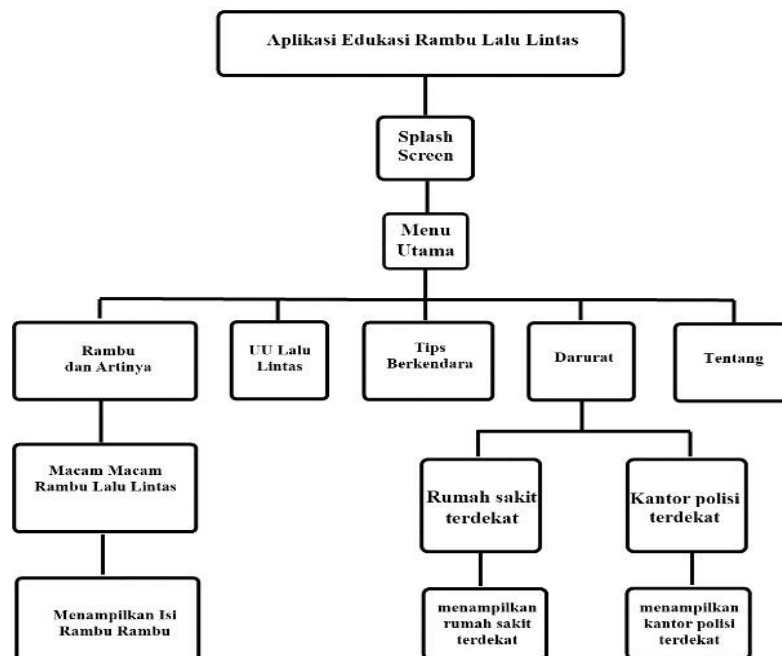 Aplikasi Edukasi Rambu Lalu Lintas
Splash
Screen
Menu
Utama
Rambu
dan Artinya
UU Lalu
Lintas
Tips
Berkendara
Darurat
Tentang
Macam Macam
Rambu Lalu Lintas
Rumah sakit
terdekat
Kantor polisi
terdekat
Menampilkan Isi
Rambu Rambu
menampilkan
rumah sakit
terdekat
menampilkan
kantor polisi
terdekat